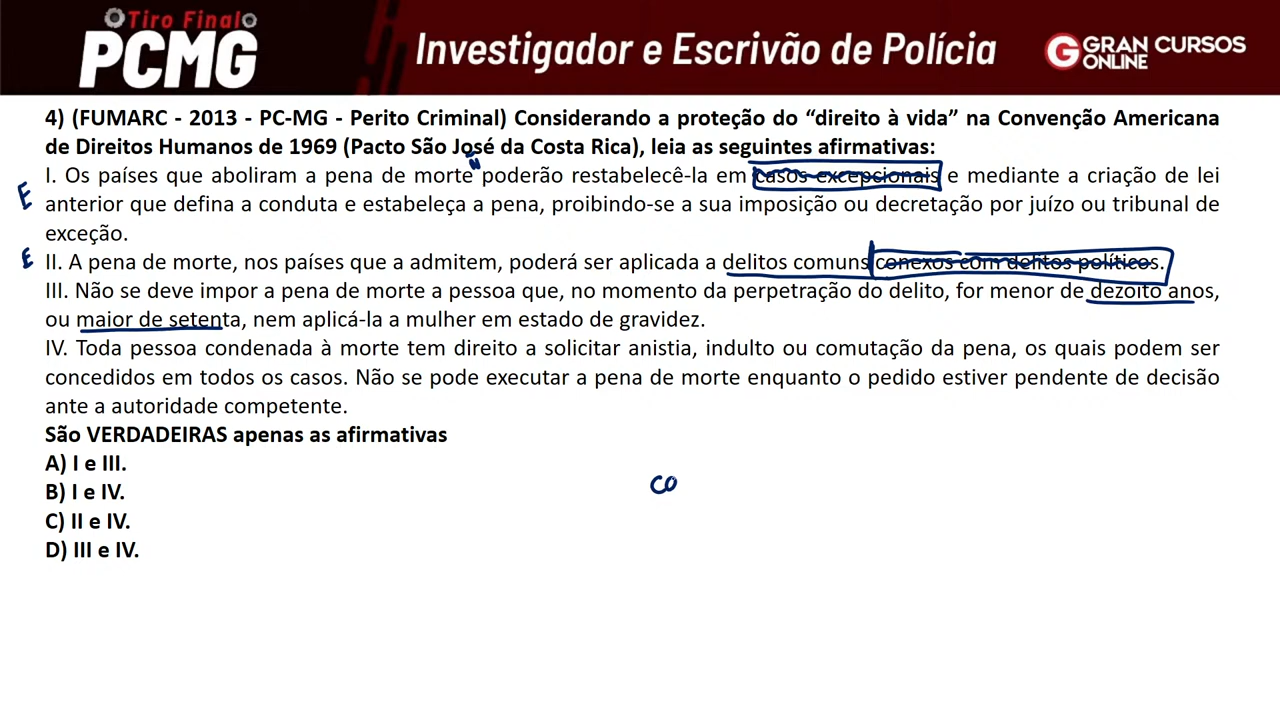 Tiro Final
PCMG
Investigador e Escrivão de Polícia
GRAN CURSOS
ONLINE
4) (FUMARC - 2013 - PC-MG - Perito Criminal) Considerando a proteção do “direito à vida” na Convenção Americana
de Direitos Humanos de 1969 (Pacto São José da Costa Rica), leia as seguintes afirmativas:
I. Os países que aboliram a pena de morte poderão restabelecê-la em casos excepcionais e mediante a criação de lei
E anterior que defina a conduta e estabeleça a pena, proibindo-se a sua imposição ou decretação por juízo ou tribunal de
exceção.
E II. A pena de morte, nos países que a admitem, poderá ser aplicada a delitos comuns conexos com delitos políticos.
III. Não se deve impor a pena de morte a pessoa que, no momento da perpetração do delito, for menor de dezoito anos,
ou maior de setenta, nem aplicá-la a mulher em estado de gravidez.
IV. Toda pessoa condenada à morte tem direito a solicitar anistia, indulto ou comutação da pena, os quais podem ser
concedidos em todos os casos. Não se pode executar a pena de morte enquanto o pedido estiver pendente de decisão
ante a autoridade competente.
São VERDADEIRAS apenas as afirmativas
A) I e III.
B) I e IV.
co
C) II e IV.
D) III e IV.